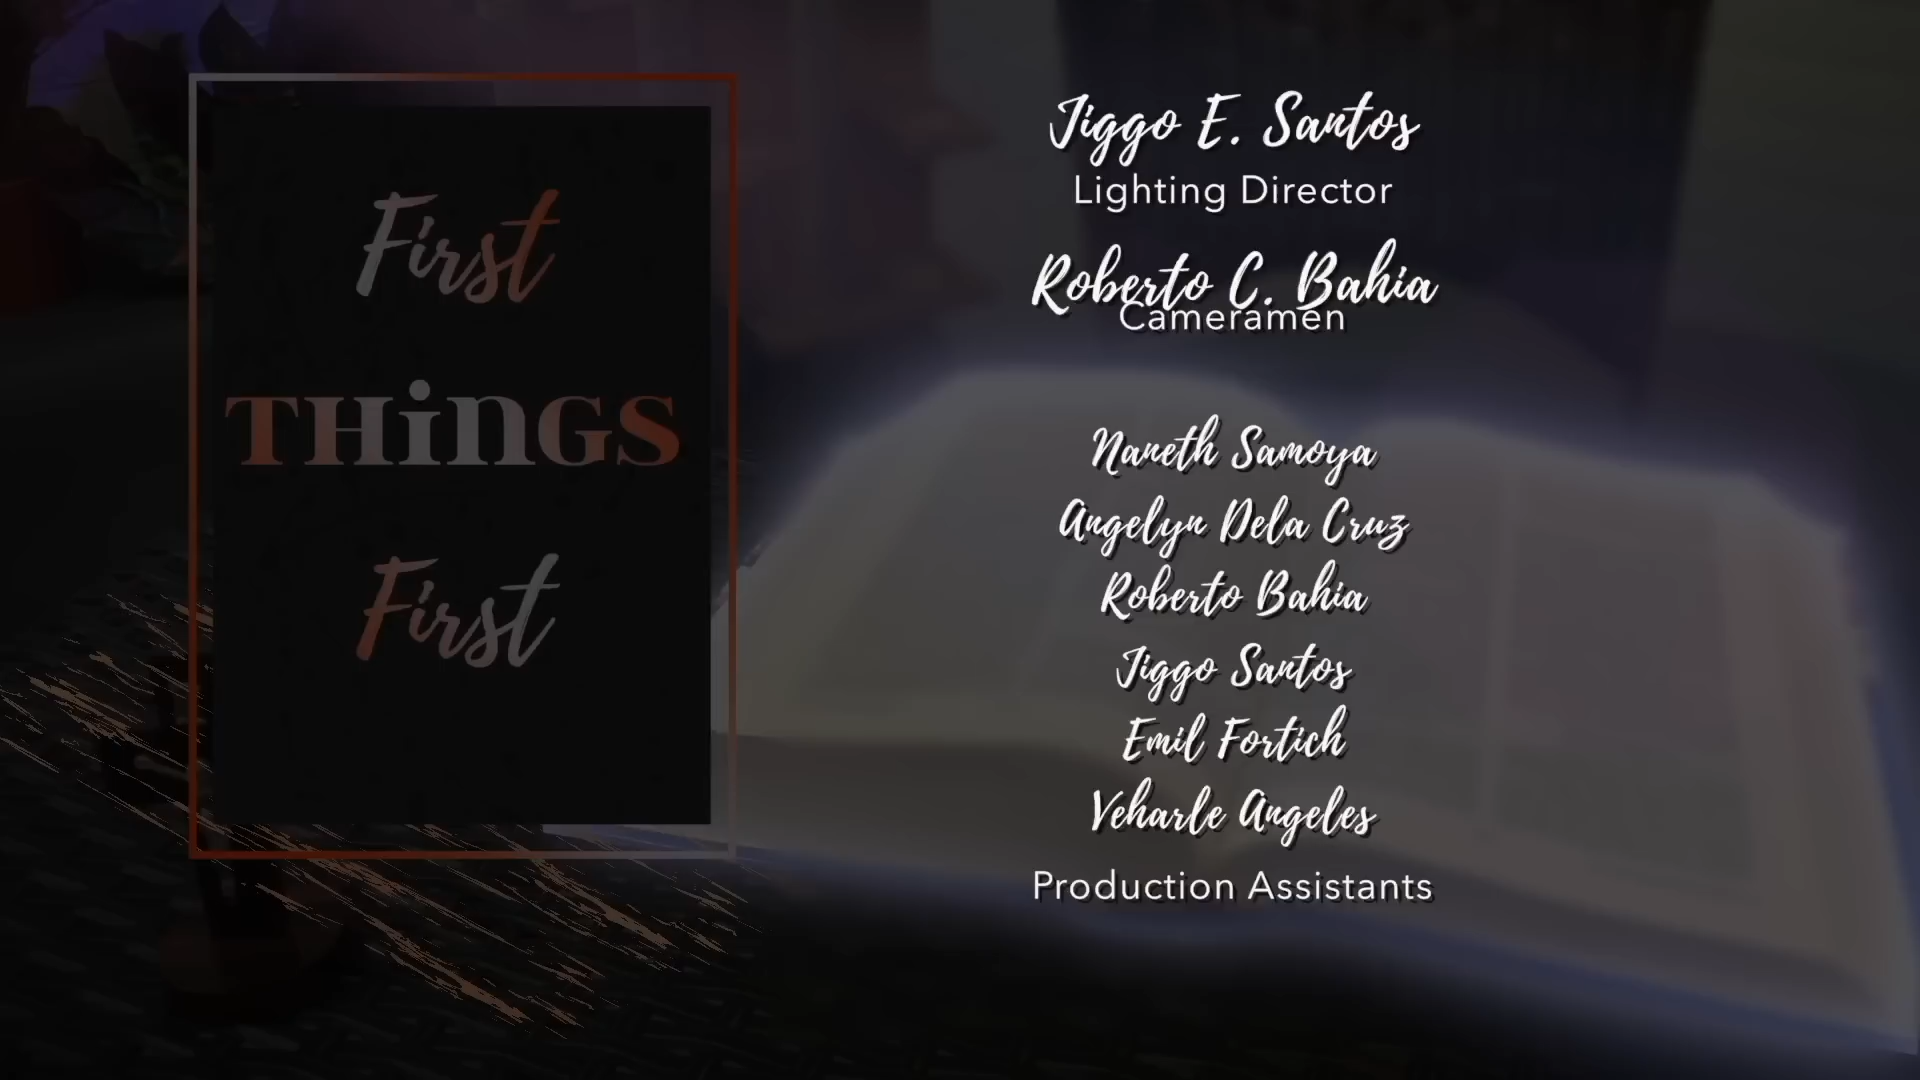 First
THiNGS
First
Jiggo E. Santos
Lighting Director
Roberto C. Bahia
Cameramen
Naneth Samoya
Angelyn Dela Cruz
Roberto Bahia
Jiggo Santos
Emil Fortich
Veharle Angeles
Production Assistants